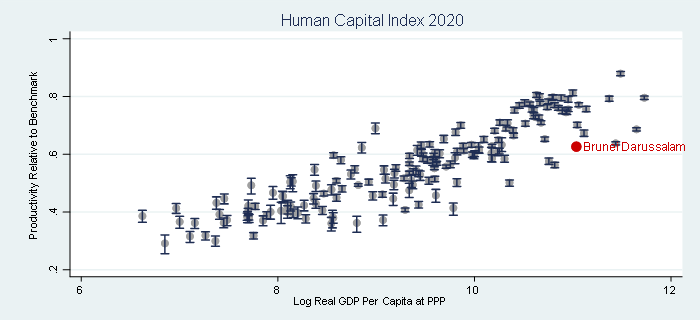 Human Capital Index 2020
Productivity Relative to Benchmark
1
.8
.6
.4
.2
Brunei Darussalam
6
8
10
12
Log Real GDP Per Capita at PPP